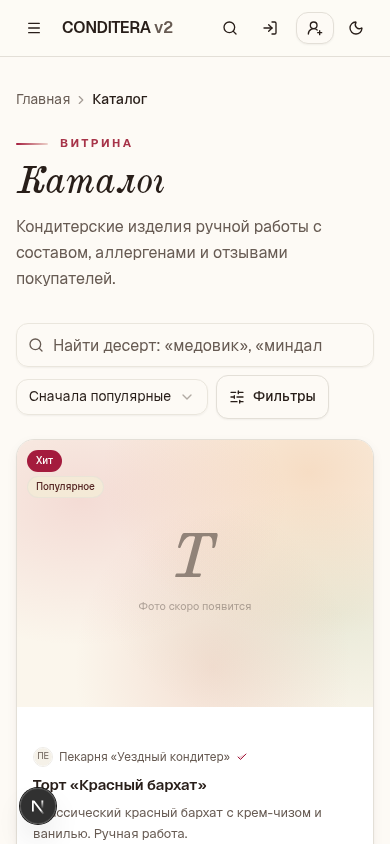 CONDITERA v2
Главная > Каталог
ВИТРИНА
Каталог
Кондитерские изделия ручной работы с
составом, аллергенами и отзывами
покупателей.
Найти десерт: «медовик», «миндал
Сначала популярные
Фильтры
Хит
Популярное
Т
Фото скоро появится
ПЕ Пекарня «Уездный кондитер»
Торт «Красный бархат»
ссический красный бархат с крем-чизом и
ванилью. Ручная работа.
N